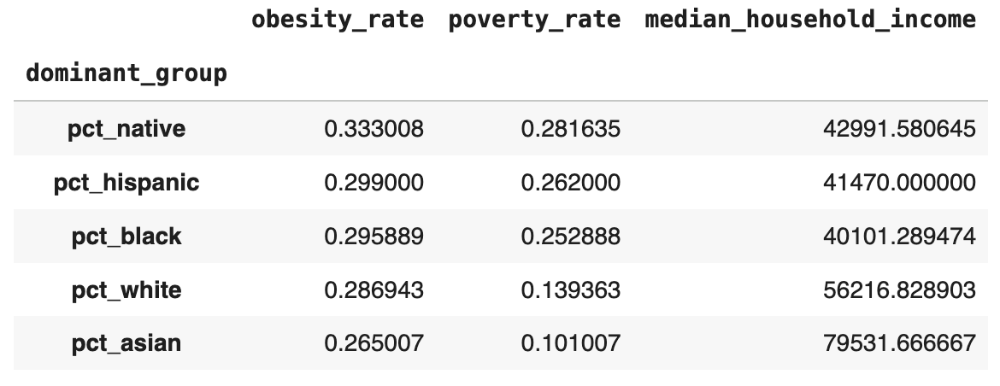 obesity_rate poverty_rate median_household_income
dominant_group
pct_native 0.333008 0.281635 42991.580645
pct_hispanic 0.299000 0.262000 41470.000000
pct_black 0.295889 0.252888 40101.289474
pct_white 0.286943 0.139363 56216.828903
pct_asian 0.265007 0.101007 79531.666667